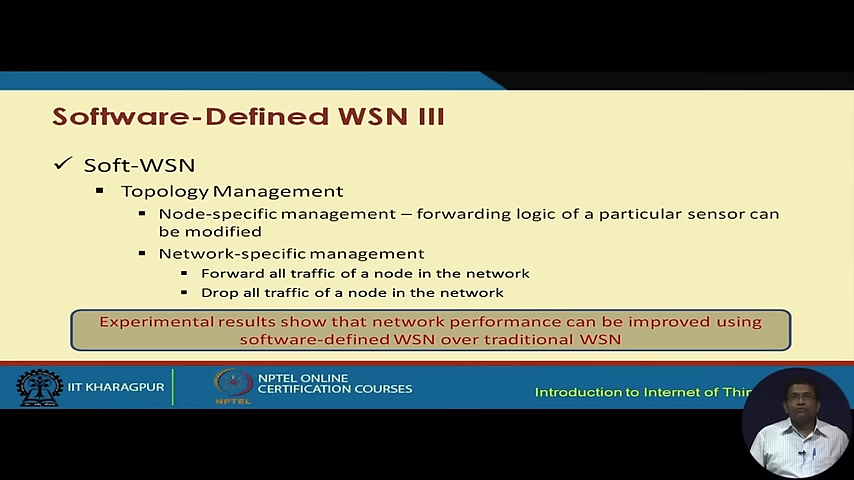 Software-Defined WSN III
✓ Soft-WSN
▪ Topology Management
▪ Node-specific management – forwarding logic of a particular sensor can
be modified
▪ Network-specific management
▪ Forward all traffic of a node in the network
▪ Drop all traffic of a node in the network
Experimental results show that network performance can be improved using
software-defined WSN over traditional WSN
IIT KHARAGPUR
NPTEL
NPTEL ONLINE
CERTIFICATION COURSES
Introduction to Internet of Thin